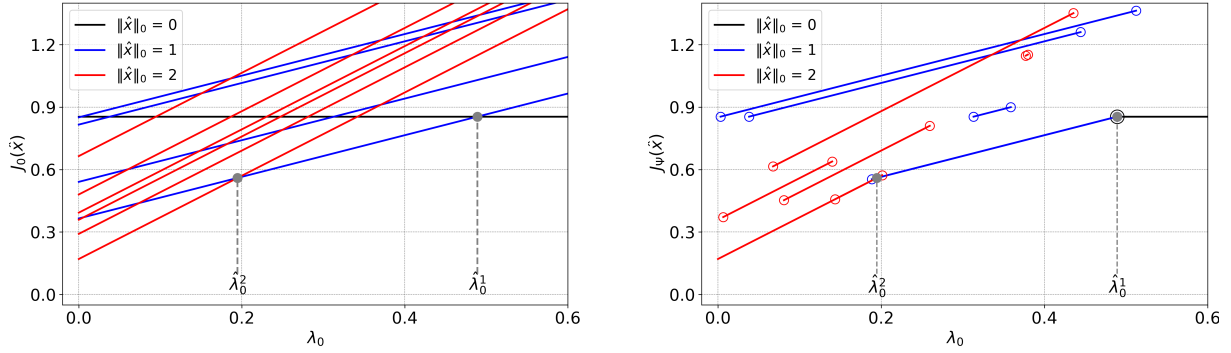 J₀(ẍ)
1.2
0.9
0.6
0.3
0.0
‖x̂‖₀ = 0
‖x̂‖₀ = 1
‖x̂‖₀ = 2
λ̂₀²
λ̂₀¹
0.0 0.2 0.4 0.6
λ₀
J_Ψ(ẍ)
1.2
0.9
0.6
0.3
0.0
‖x̂‖₀ = 0
‖x̂‖₀ = 1
‖x̂‖₀ = 2
λ̂₀²
λ̂₀¹
0.0 0.2 0.4 0.6
λ₀